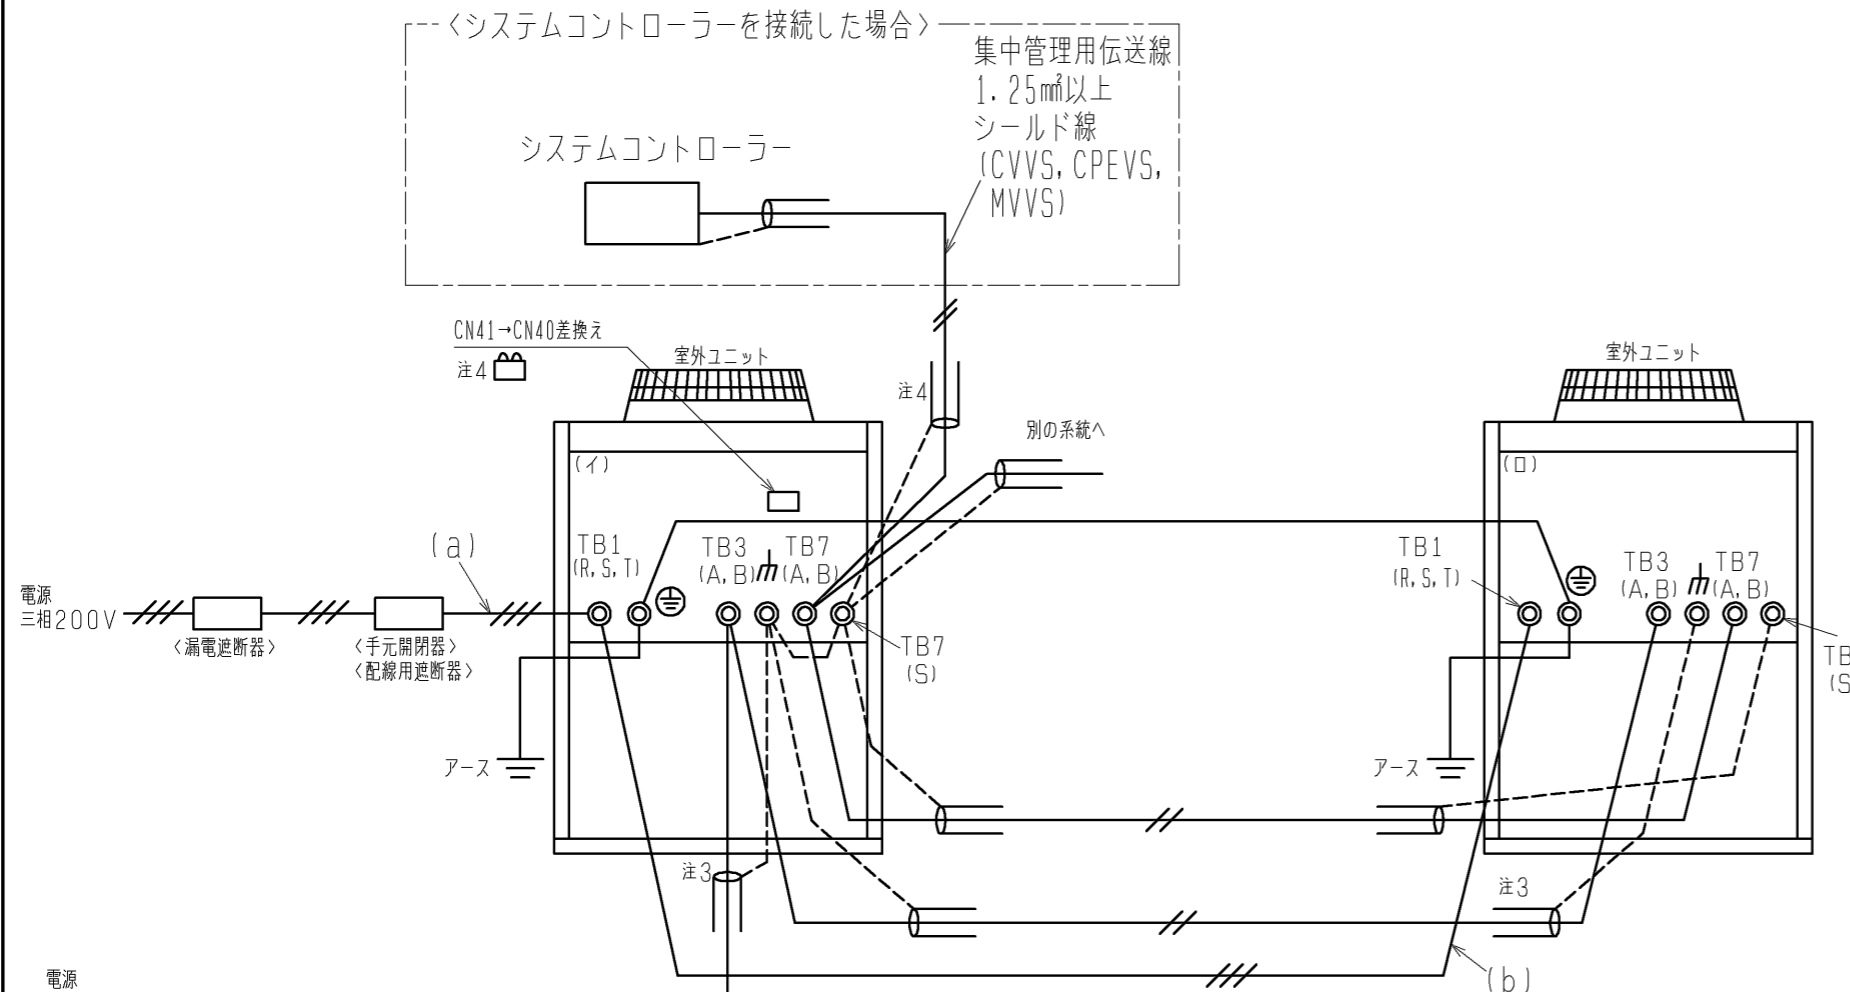 〈システムコントローラーを接続した場合〉
集中管理用伝送線
1.25㎟以上
シールド線
(CVVS, CPEVS,
MVVS)
システムコントローラー
CN41→CN40差換え
注4
室外ユニット
注4
別の系統へ
室外ユニット
(イ)
(ロ)
(a)
TB1
(R, S, T)
TB3
(A, B)
TB7
(A, B)
TB1
(R, S, T)
TB3
(A, B)
TB7
(A, B)
電源
三相200V
〈漏電遮断器〉
〈手元開閉器〉
〈配線用遮断器〉
TB7
(S)
TB
(S
アース
アース
注3
注3
(b)
電源